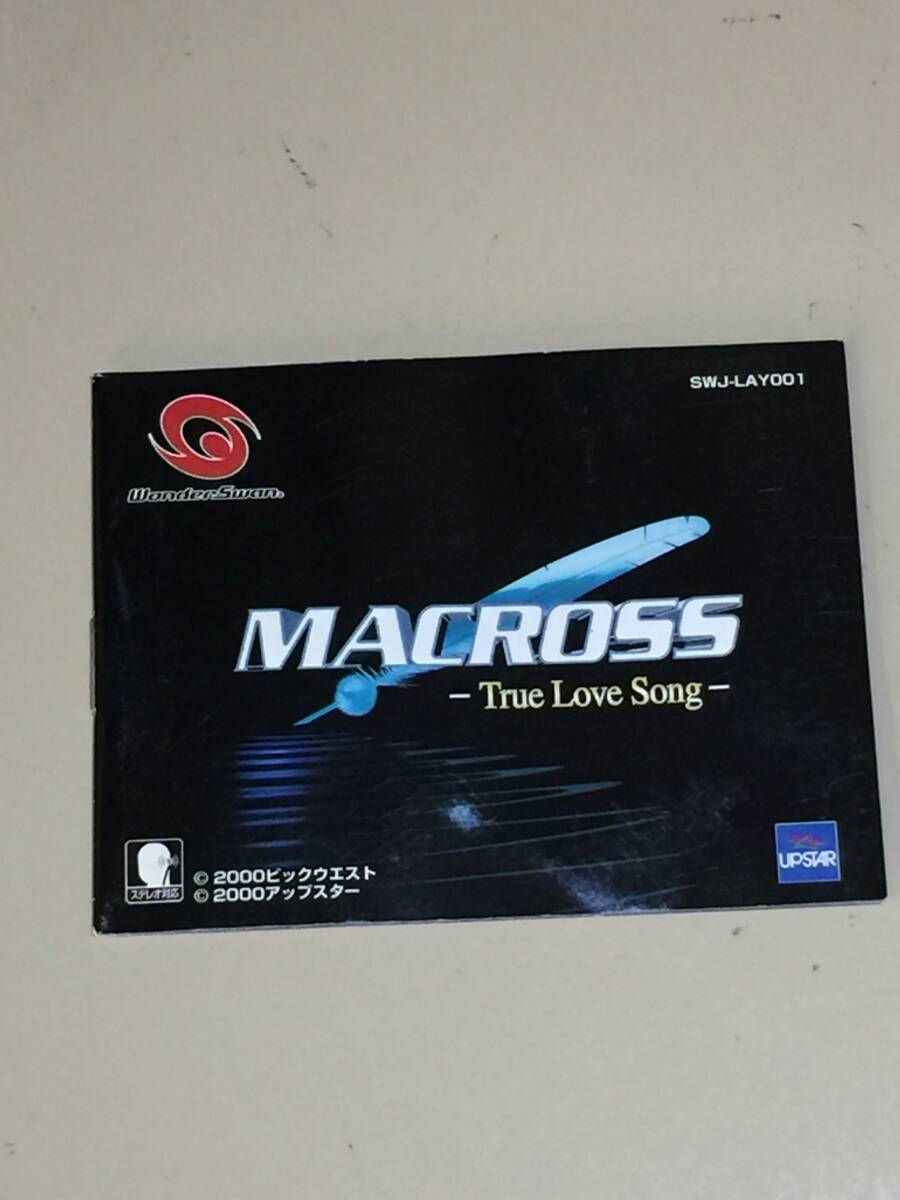 SWJ-LAY001
WonderSwan.
MACROSS
-True Love Song-
ステレオ対応
© 2000ビックウエスト
© 2000アップスター
UPSTAR